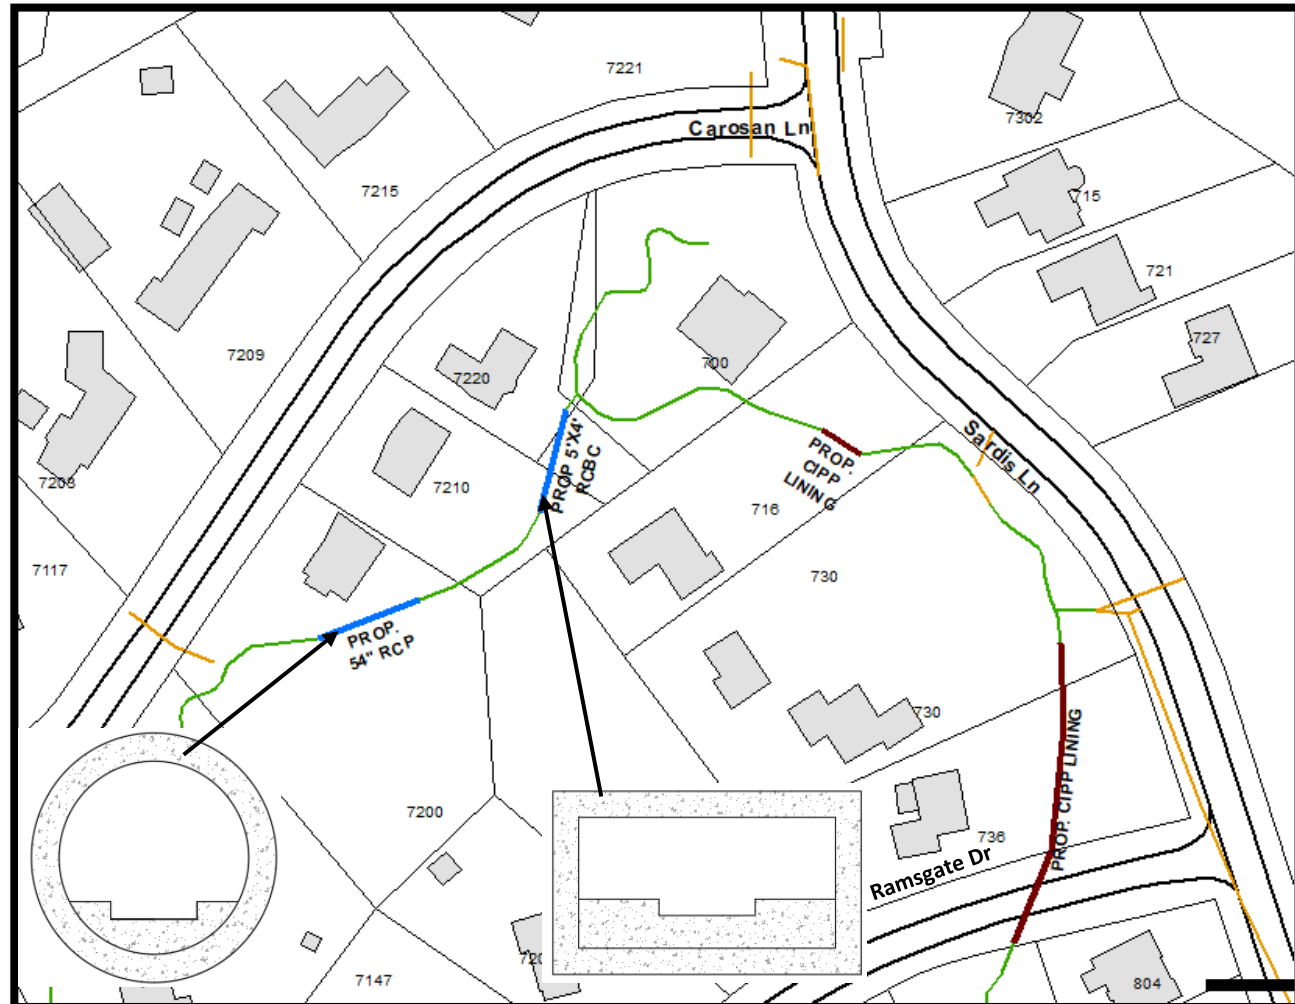 7221
7302
Carosan Ln
7215
715
721
727
7209
700
7220
PROP 5'X4'
RCBC
PROP.
CIPP
LINING
Sardis Ln
7208
7210
716
7117
730
PROP.
54" RCP
730
PROP. CIPP LINING
7200
736
Ramsgate Dr
7147
804